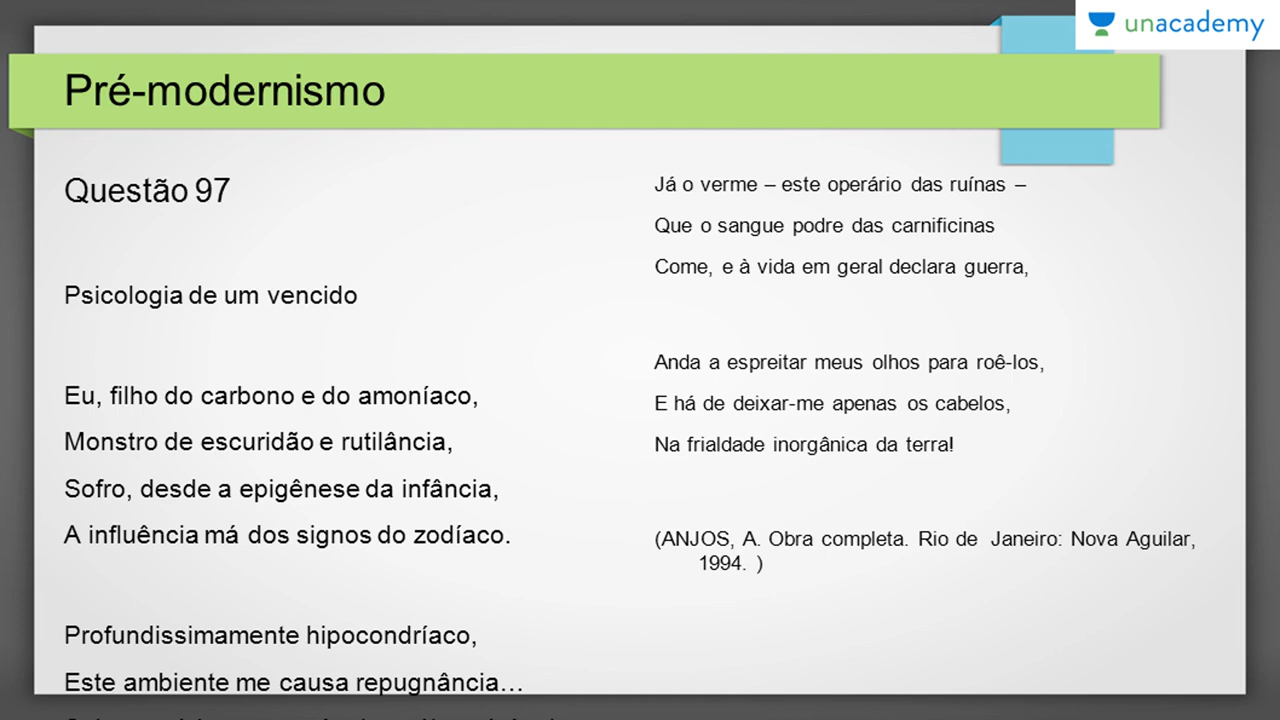 unacademy
Pré-modernismo
Questão 97
Psicologia de um vencido
Eu, filho do carbono e do amoníaco,
Monstro de escuridão e rutilância,
Sofro, desde a epigênese da infância,
A influência má dos signos do zodíaco.
Profundissimamente hipocondríaco,
Este ambiente me causa repugnância…
Já o verme – este operário das ruínas –
Que o sangue podre das carnificinas
Come, e à vida em geral declara guerra,
Anda a espreitar meus olhos para roê-los,
E há de deixar-me apenas os cabelos,
Na frialdade inorgânica da terra!
(ANJOS, A. Obra completa. Rio de Janeiro: Nova Aguilar,
1994. )